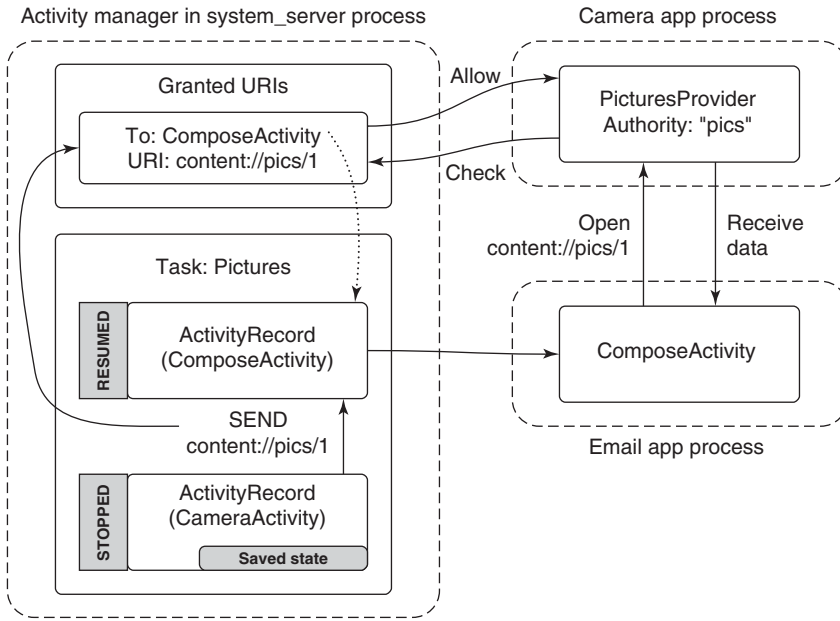 Activity manager in system_server process
Camera app process
Granted URIs
To: ComposeActivity
URI: content://pics/1
Allow
Check
PicturesProvider
Authority: "pics"
Open
content://pics/1
Receive
data
Task: Pictures
RESUMED
ActivityRecord
(ComposeActivity)
ComposeActivity
SEND
content://pics/1
Email app process
STOPPED
ActivityRecord
(CameraActivity)
Saved state